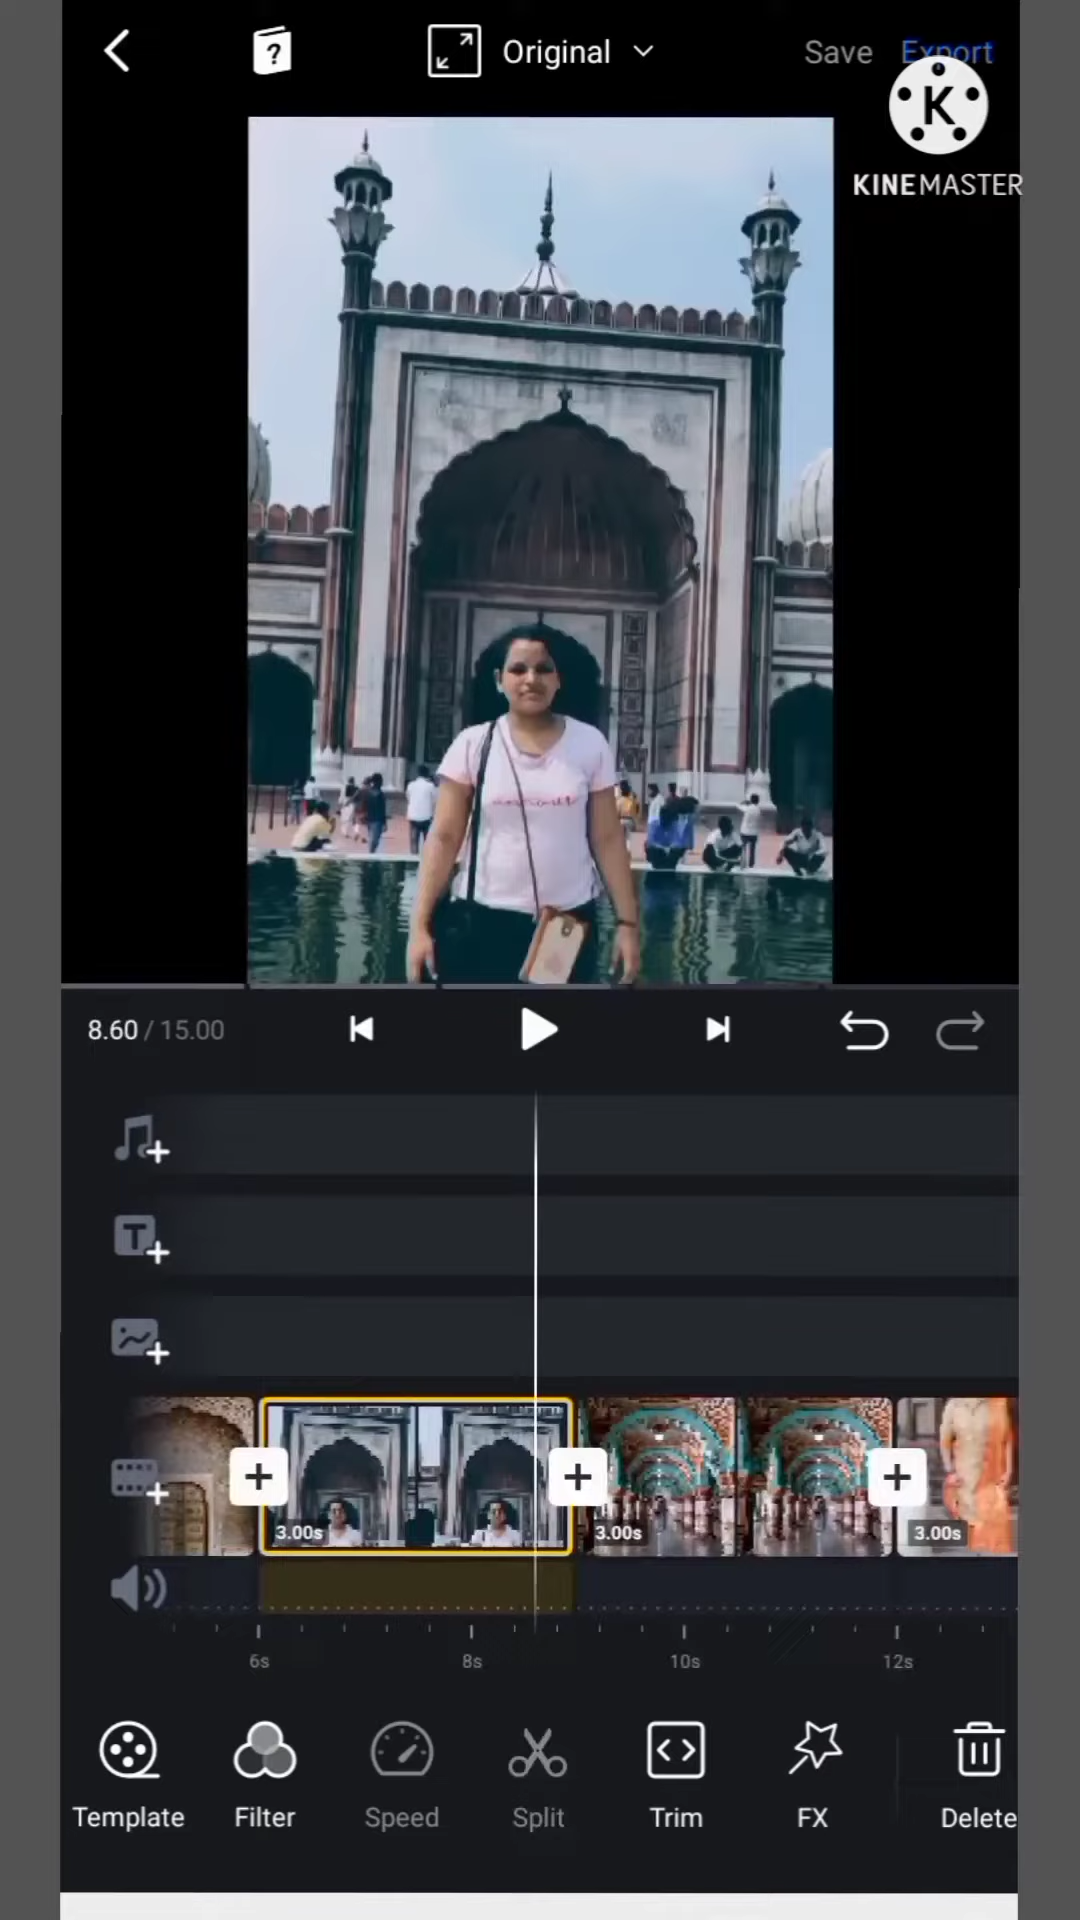 Original
Save
Export
K
KINEMASTER
8.60 / 15.00
T
3.00s
3.00s
3.00s
6s
8s
10s
12s
Template
Filter
Speed
Split
Trim
FX
Delete